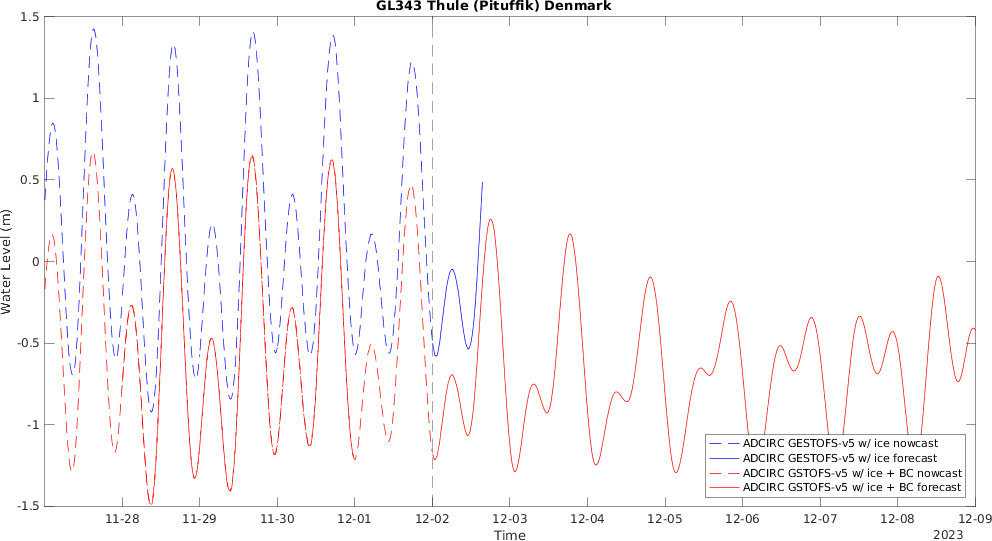 GL343 Thule (Pituffik) Denmark
Water Level (m)
1.5
1
0.5
0
-0.5
-1
-1.5
11-28
11-29
11-30
12-01
12-02
12-03
12-04
12-05
12-06
12-07
12-08
12-09
Time
2023
ADCIRC GESTOFS-v5 w/ ice nowcast
ADCIRC GESTOFS-v5 w/ ice forecast
ADCIRC GSTOFS-v5 w/ ice + BC nowcast
ADCIRC GSTOFS-v5 w/ ice + BC forecast